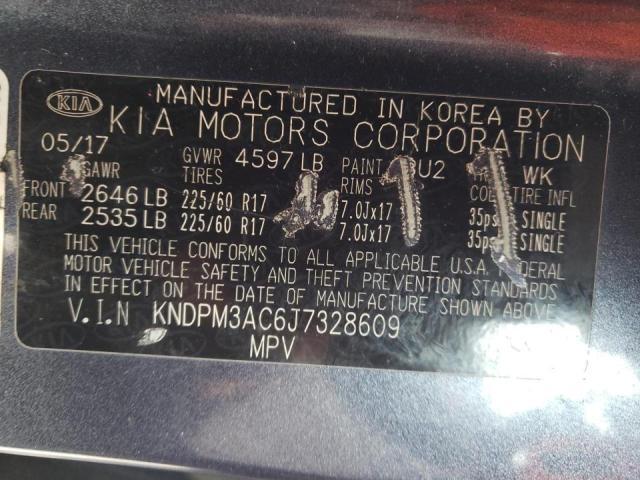 KIA
MANUFACTURED IN KOREA BY
KIA MOTORS CORPORATION
05/17 GVWR 4597 LB PAINT WK
GAWR TIRES RIMS TIRE INFL
FRONT 2646 LB 225/60 R17 7.0Jx17 SINGLE
REAR 2535 LB 225/60 R17 7.0Jx17 SINGLE
THIS VEHICLE CONFORMS TO ALL APPLICABLE U.S.A.
MOTOR VEHICLE SAFETY AND THEFT PREVENTION STANDARDS
IN EFFECT ON THE DATE OF MANUFACTURE SHOWN ABOVE
V.I.N KNDPM3AC6J7328609
MPV